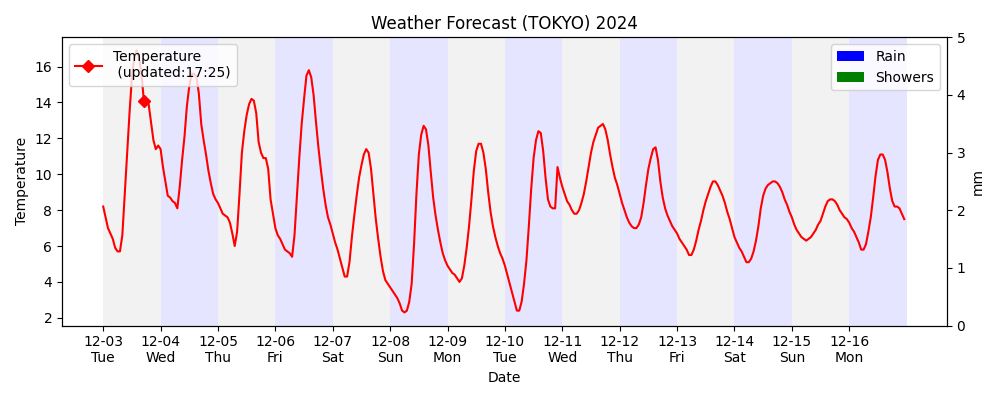 Weather Forecast (TOKYO) 2024
Temperature
(updated:17:25)
Rain
Showers
16
14
12
10
8
6
4
2
Temperature
5
4
3
2
1
0
mm
12-03 12-04 12-05 12-06 12-07 12-08 12-09 12-10 12-11 12-12 12-13 12-14 12-15 12-16
Tue Wed Thu Fri Sat Sun Mon Tue Wed Thu Fri Sat Sun Mon
Date